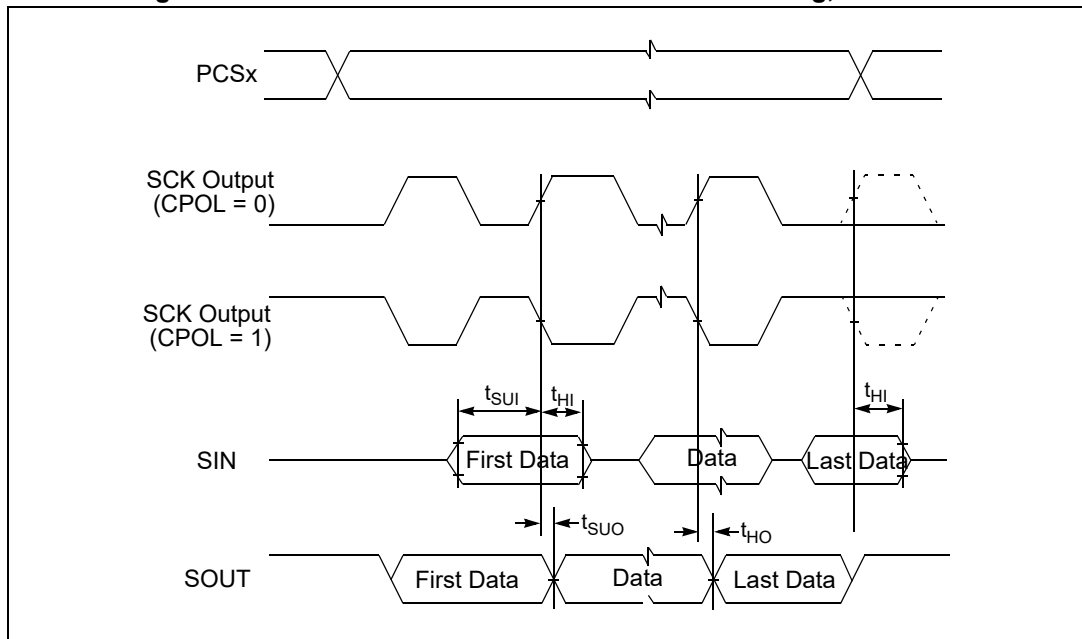 PCSx
SCK Output
(CPOL = 0)
SCK Output
(CPOL = 1)
tSUI
tHI
tHI
SIN
First Data
Data
Last Data
tSUO
tHO
SOUT
First Data
Data
Last Data